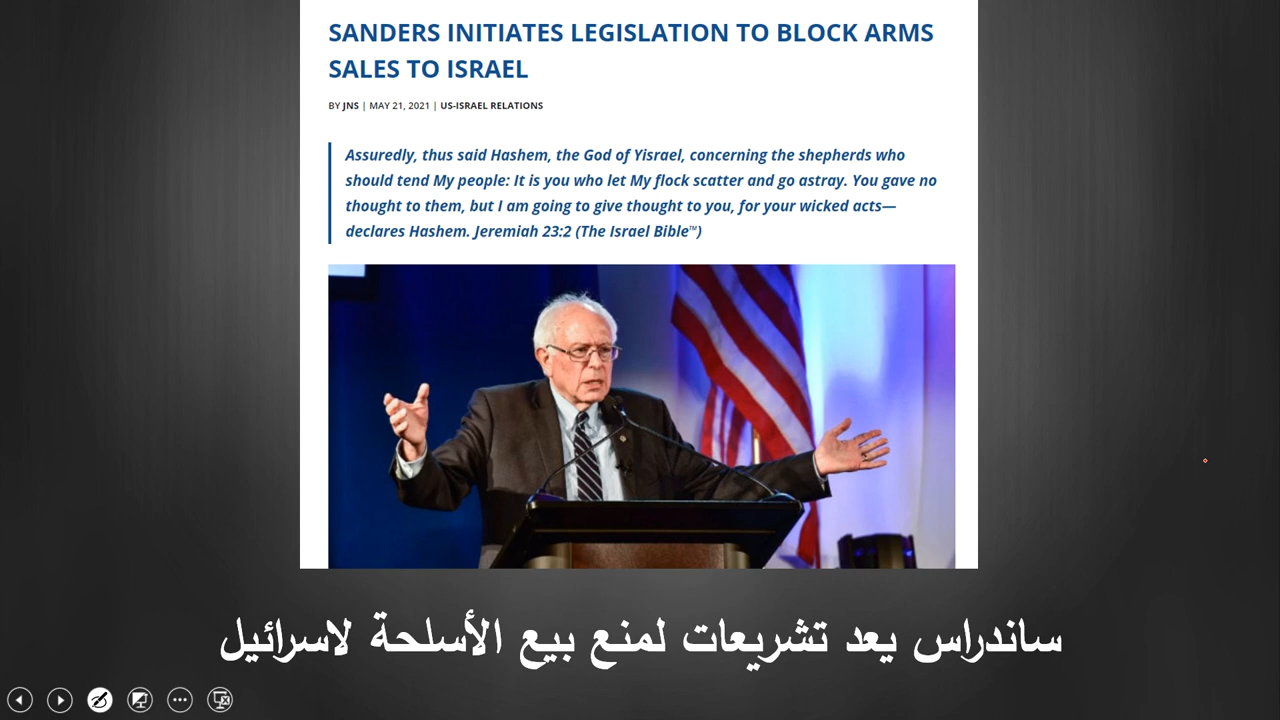 SANDERS INITIATES LEGISLATION TO BLOCK ARMS
SALES TO ISRAEL
BY JNS | MAY 21, 2021 | US-ISRAEL RELATIONS
Assuredly, thus said Hashem, the God of Yisrael, concerning the shepherds who
should tend My people: It is you who let My flock scatter and go astray. You gave no
thought to them, but I am going to give thought to you, for your wicked acts—
declares Hashem. Jeremiah 23:2 (The Israel Bible™)
ساندراس يعد تشريعات لمنع بيع الأسلحة لاسرائيل